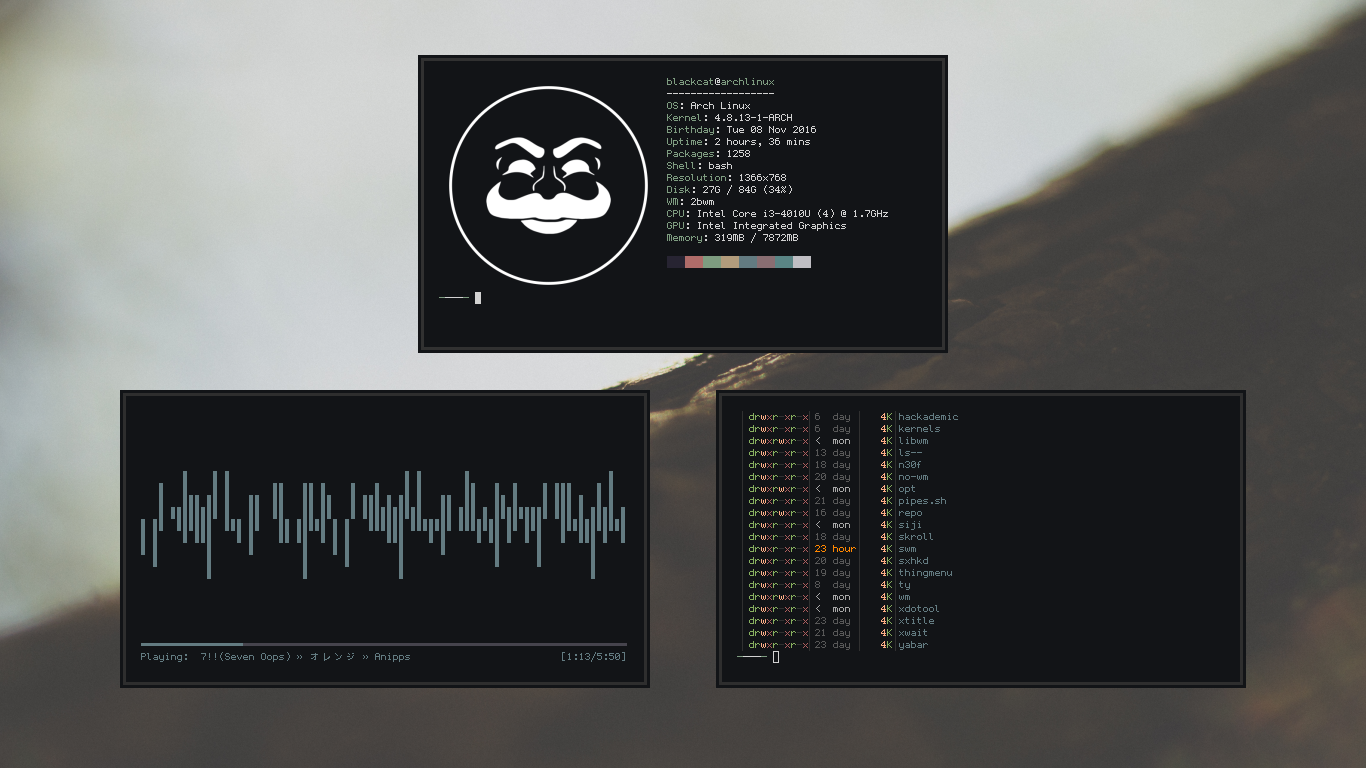 blackcat@archlinux
------------------
OS: Arch Linux
Kernel: 4.8.13-1-ARCH
Birthday: Tue 08 Nov 2016
Uptime: 2 hours, 36 mins
Packages: 1258
Shell: bash
Resolution: 1366x768
Disk: 27G / 84G (34%)
WM: 2bwm
CPU: Intel Core i3-4010U (4) @ 1.7GHz
GPU: Intel Integrated Graphics
Memory: 319MB / 7872MB
Playing: 7!!(Seven Oops) » オレンジ » Anipps [1:13/5:50]
drwxr-xr-x 6 day 4K hackademic
drwxr-xr-x 6 day 4K kernels
drwxrwxr-x < mon 4K libwm
drwxr-xr-x 13 day 4K ls--
drwxr-xr-x 18 day 4K n30f
drwxr-xr-x 20 day 4K no-wm
drwxrwxr-x < mon 4K opt
drwxr-xr-x 21 day 4K pipes.sh
drwxrwxr-x 16 day 4K repo
drwxr-xr-x < mon 4K siji
drwxr-xr-x 18 day 4K skroll
drwxr-xr-x 23 hour 4K swm
drwxr-xr-x 20 day 4K sxhkd
drwxr-xr-x 19 day 4K thingmenu
drwxr-xr-x 8 day 4K ty
drwxrwxr-x < mon 4K wm
drwxr-xr-x < mon 4K xdotool
drwxr-xr-x 23 day 4K xtitle
drwxr-xr-x 21 day 4K xwait
drwxr-xr-x 23 day 4K yabar